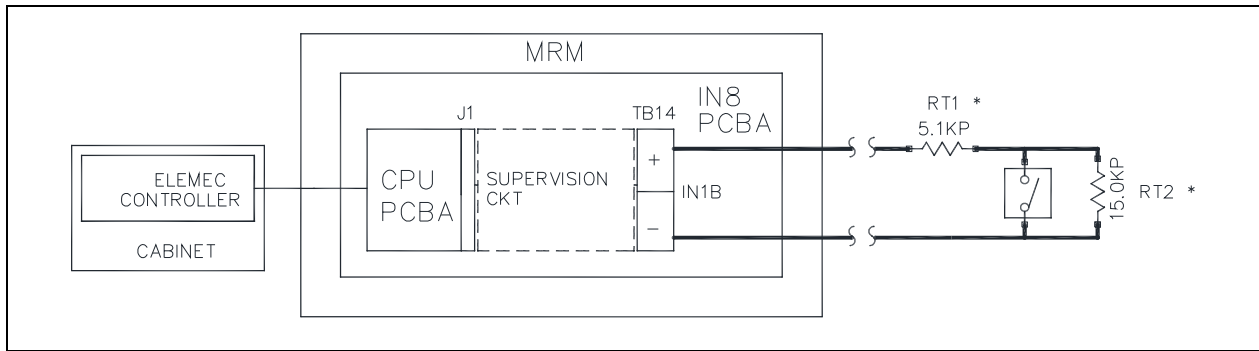 MRM
IN8
PCBA
J1
TB14
RT1 *
5.1KP
ELEMEC
CONTROLLER
CABINET
CPU
PCBA
SUPERVISION
CKT
+
IN1B
−
15.0KP
RT2 *